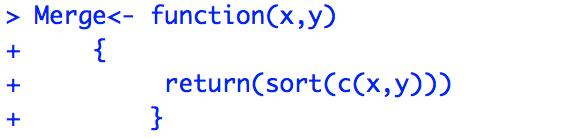 > Merge<- function(x,y)
+     {
+          return(sort(c(x,y)))
+         }